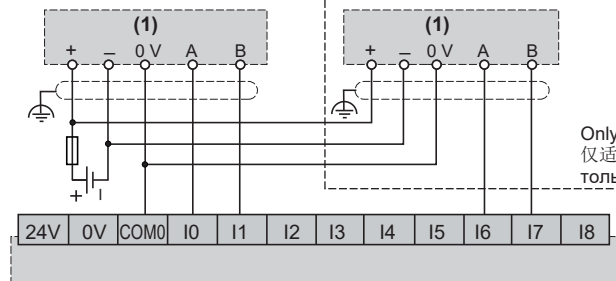 (1) (1)
+ – 0 V A B + – 0 V A B
Only
仅适
толь
+ I
24V 0V COM0 I0 I1 I2 I3 I4 I5 I6 I7 I8